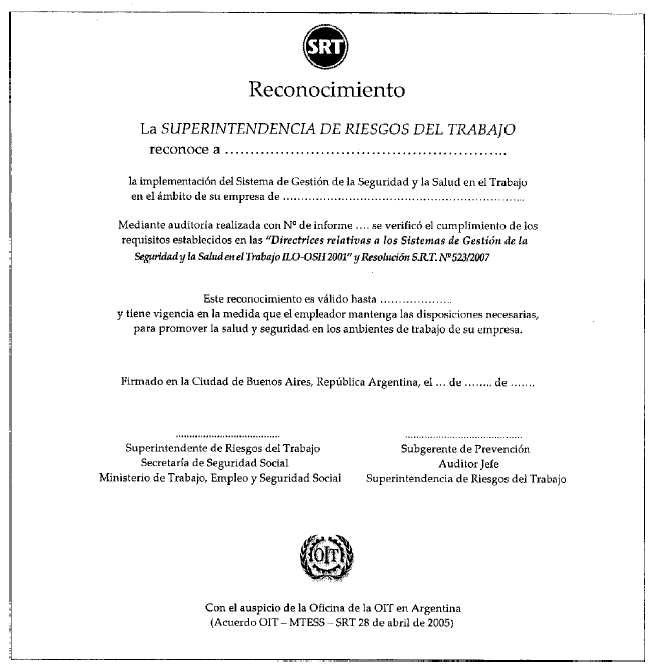 SRT
Reconocimiento
La SUPERINTENDENCIA DE RIESGOS DEL TRABAJO
reconoce a ........................................................
la implementación del Sistema de Gestión de la Seguridad y la Salud en el Trabajo
en el ámbito de su empresa de .................................................................
Mediante auditoría realizada con Nº de informe .... se verificó el cumplimiento de los
requisitos establecidos en las "Directrices relativas a los Sistemas de Gestión de la
Seguridad y la Salud en el Trabajo ILO-OSH 2001" y Resolución S.R.T. Nº 523/2007
Este reconocimiento es válido hasta ....................
y tiene vigencia en la medida que el empleador mantenga las disposiciones necesarias,
para promover la salud y seguridad en los ambientes de trabajo de su empresa.
Firmado en la Ciudad de Buenos Aires, República Argentina, el ... de ........ de .......
......................................
Superintendente de Riesgos del Trabajo
Secretaría de Seguridad Social
Ministerio de Trabajo, Empleo y Seguridad Social
..........................................
Subgerente de Prevención
Auditor Jefe
Superintendencia de Riesgos del Trabajo
OIT
Con el auspicio de la Oficina de la OIT en Argentina
(Acuerdo OIT – MTESS – SRT 28 de abril de 2005)